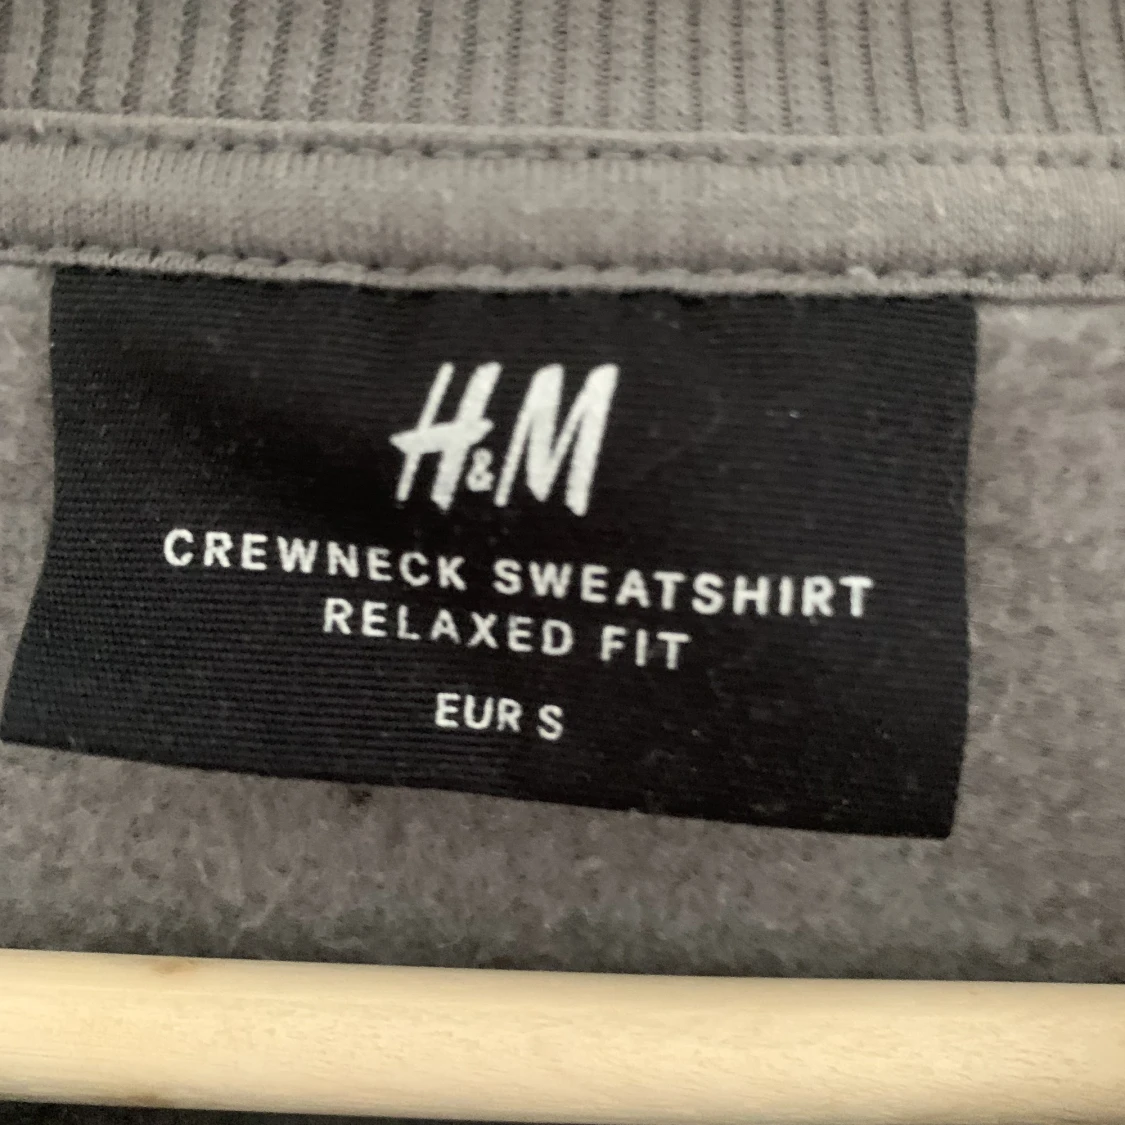 H&M
CREWNECK SWEATSHIRT
RELAXED FIT
EUR S